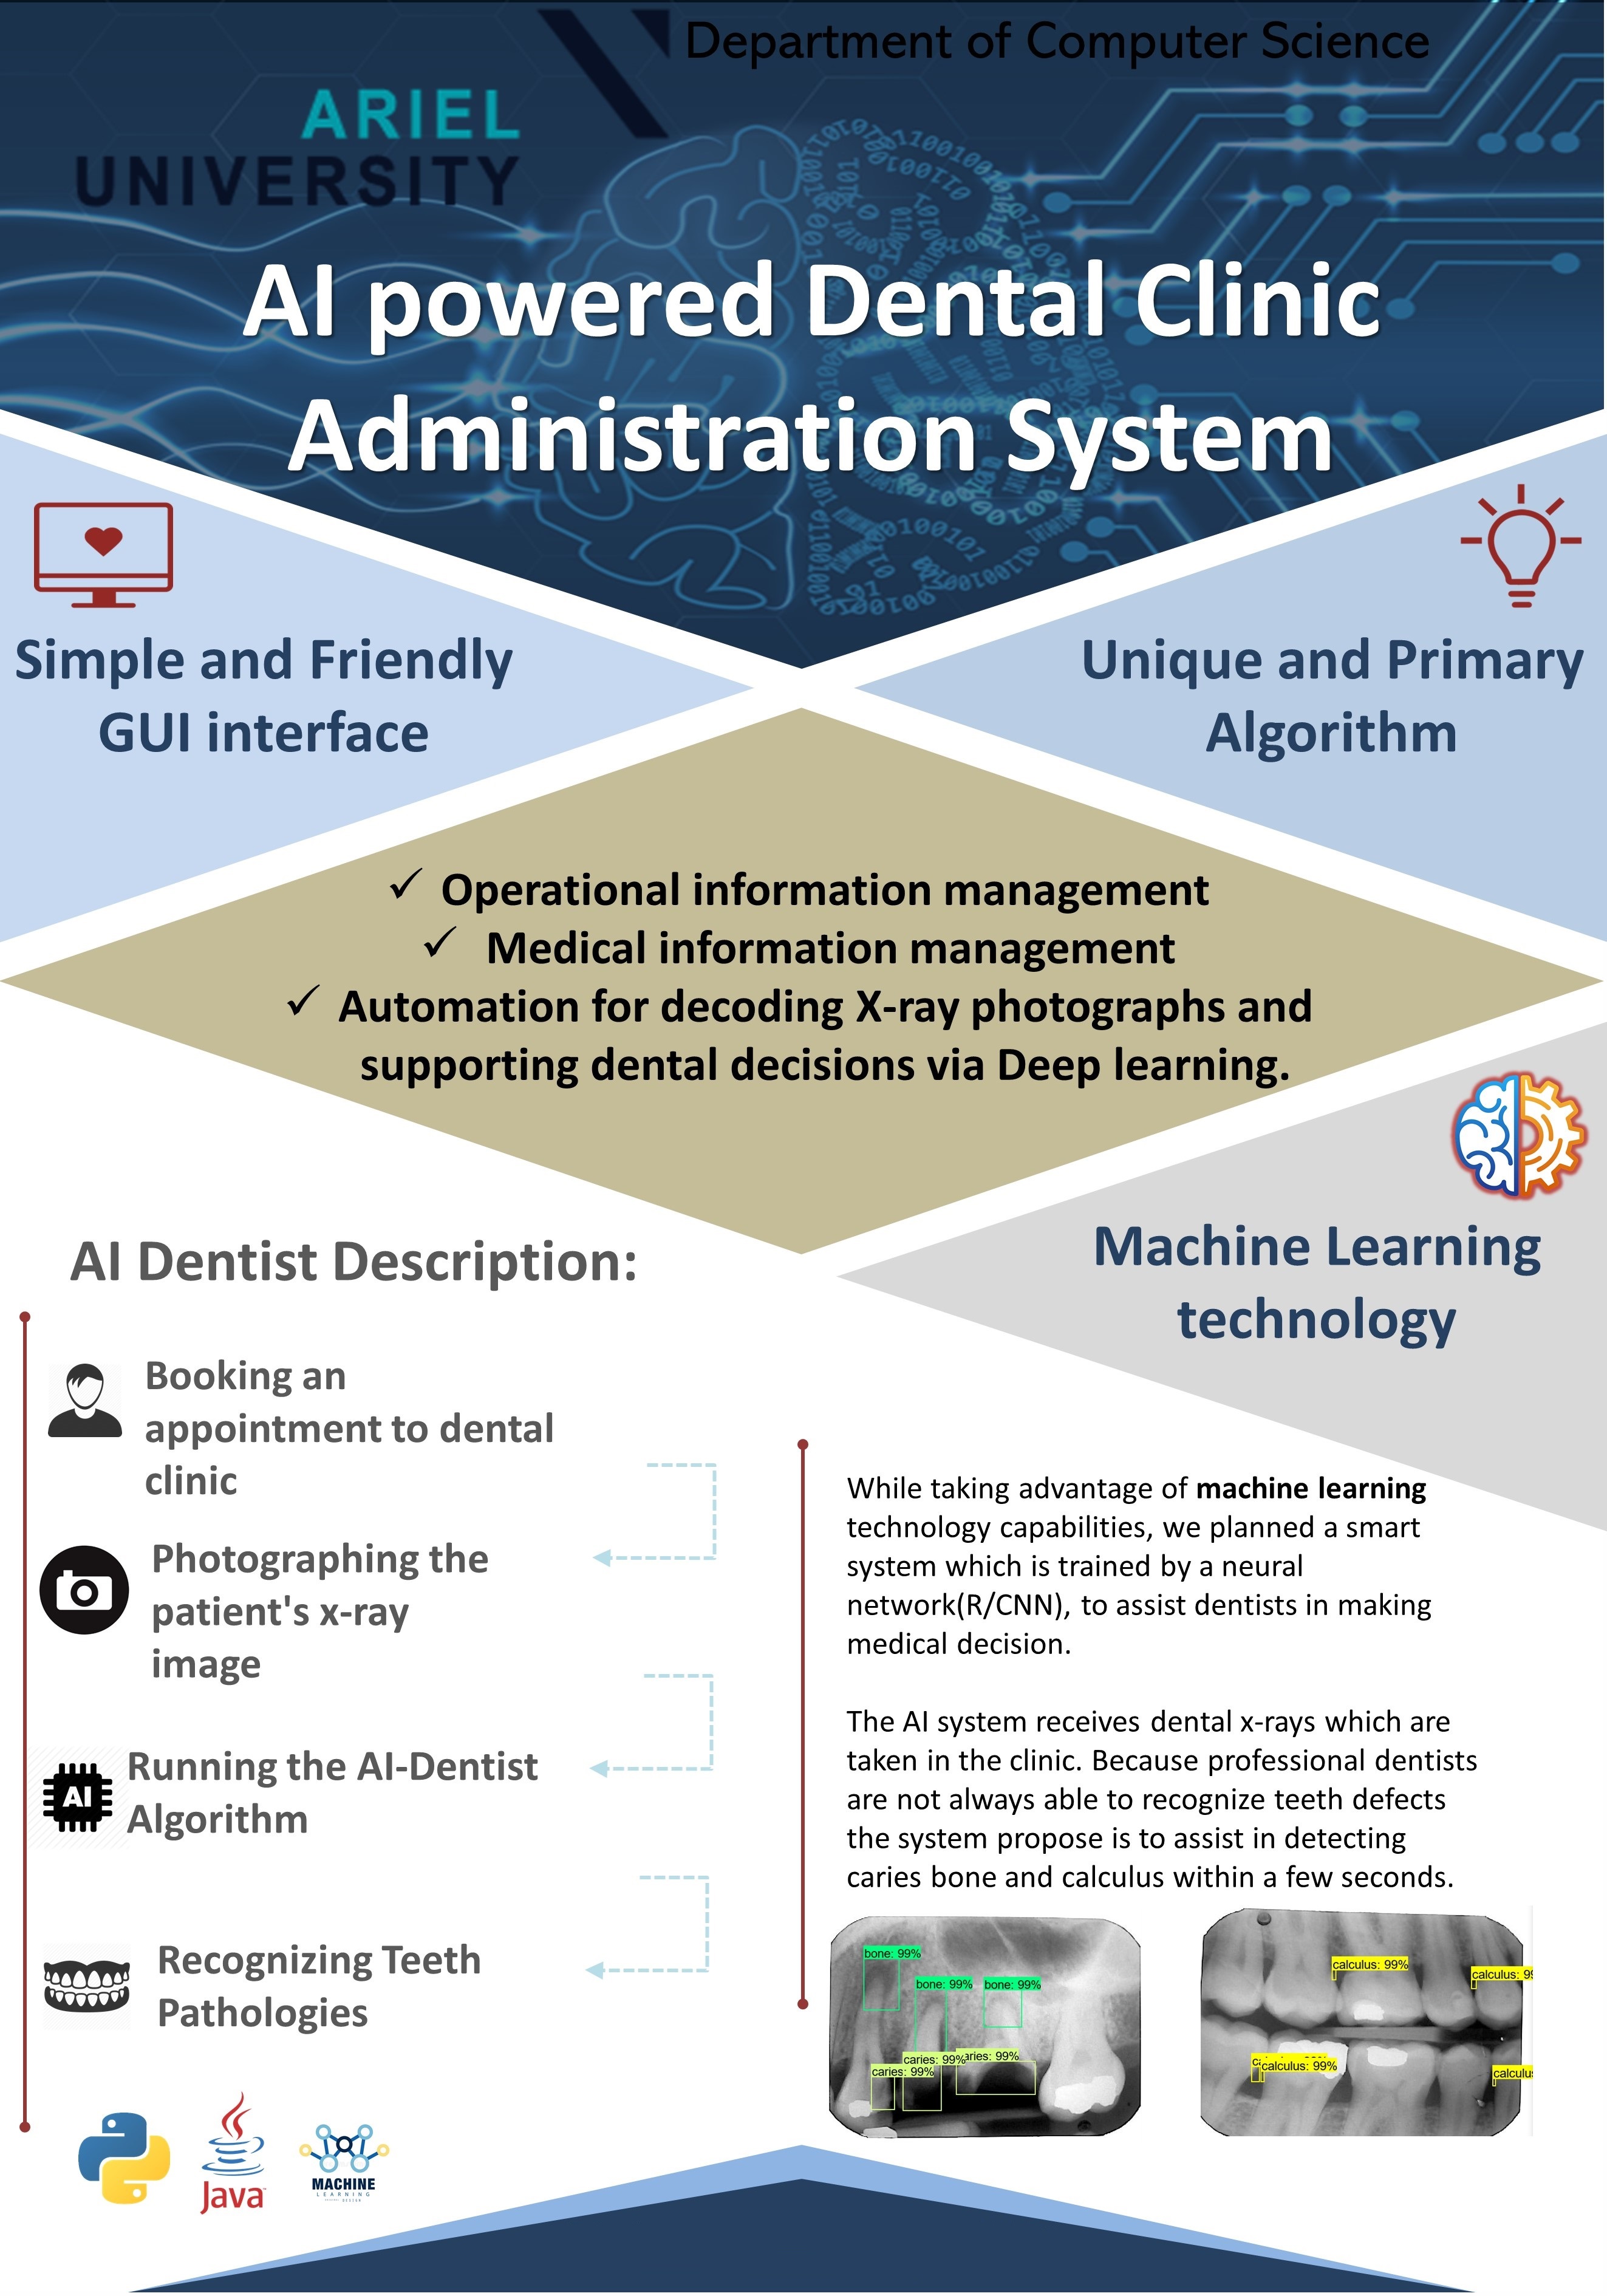 Department of Computer Science
ARIEL
UNIVERSITY
AI powered Dental Clinic
Administration System
Simple and Friendly
GUI interface
Unique and Primary
Algorithm
✓ Operational information management
✓ Medical information management
✓ Automation for decoding X-ray photographs and
supporting dental decisions via Deep learning.
Machine Learning
technology
AI Dentist Description:
Booking an
appointment to dental
clinic
Photographing the
patient's x-ray
image
AI
Running the AI-Dentist
Algorithm
Recognizing Teeth
Pathologies
Java
MACHINE
LEARNING
While taking advantage of machine learning
technology capabilities, we planned a smart
system which is trained by a neural
network(R/CNN), to assist dentists in making
medical decision.
The AI system receives dental x-rays which are
taken in the clinic. Because professional dentists
are not always able to recognize teeth defects
the system propose is to assist in detecting
caries bone and calculus within a few seconds.
bone: 99%
bone: 99%
bone: 99%
caries: 99%
aries: 99%
caries: 99%
calculus: 99%
calculus: 99
calculus: 99%
calculu